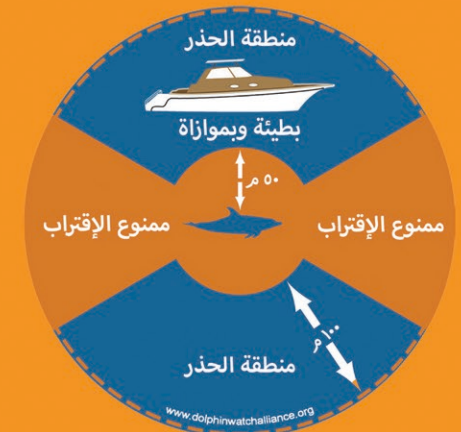 منطقة الحذر
بطيئة وبموازاة
٥٠ م
ممنوع الإقتراب
ممنوع الإقتراب
١٠٠ م
منطقة الحذر
www.dolphinwatchalliance.org